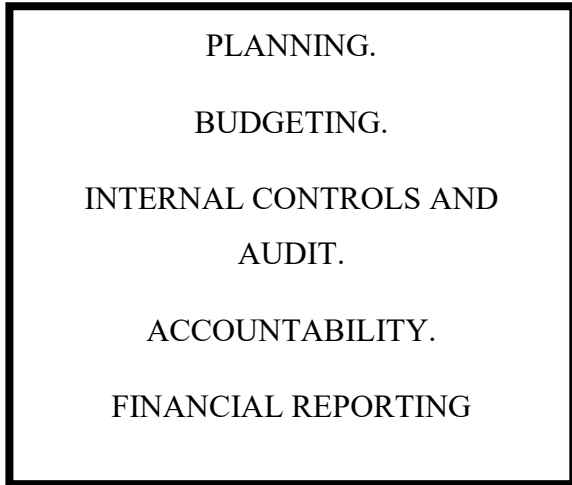 PLANNING.
BUDGETING.
INTERNAL CONTROLS AND
AUDIT.
ACCOUNTABILITY.
FINANCIAL REPORTING